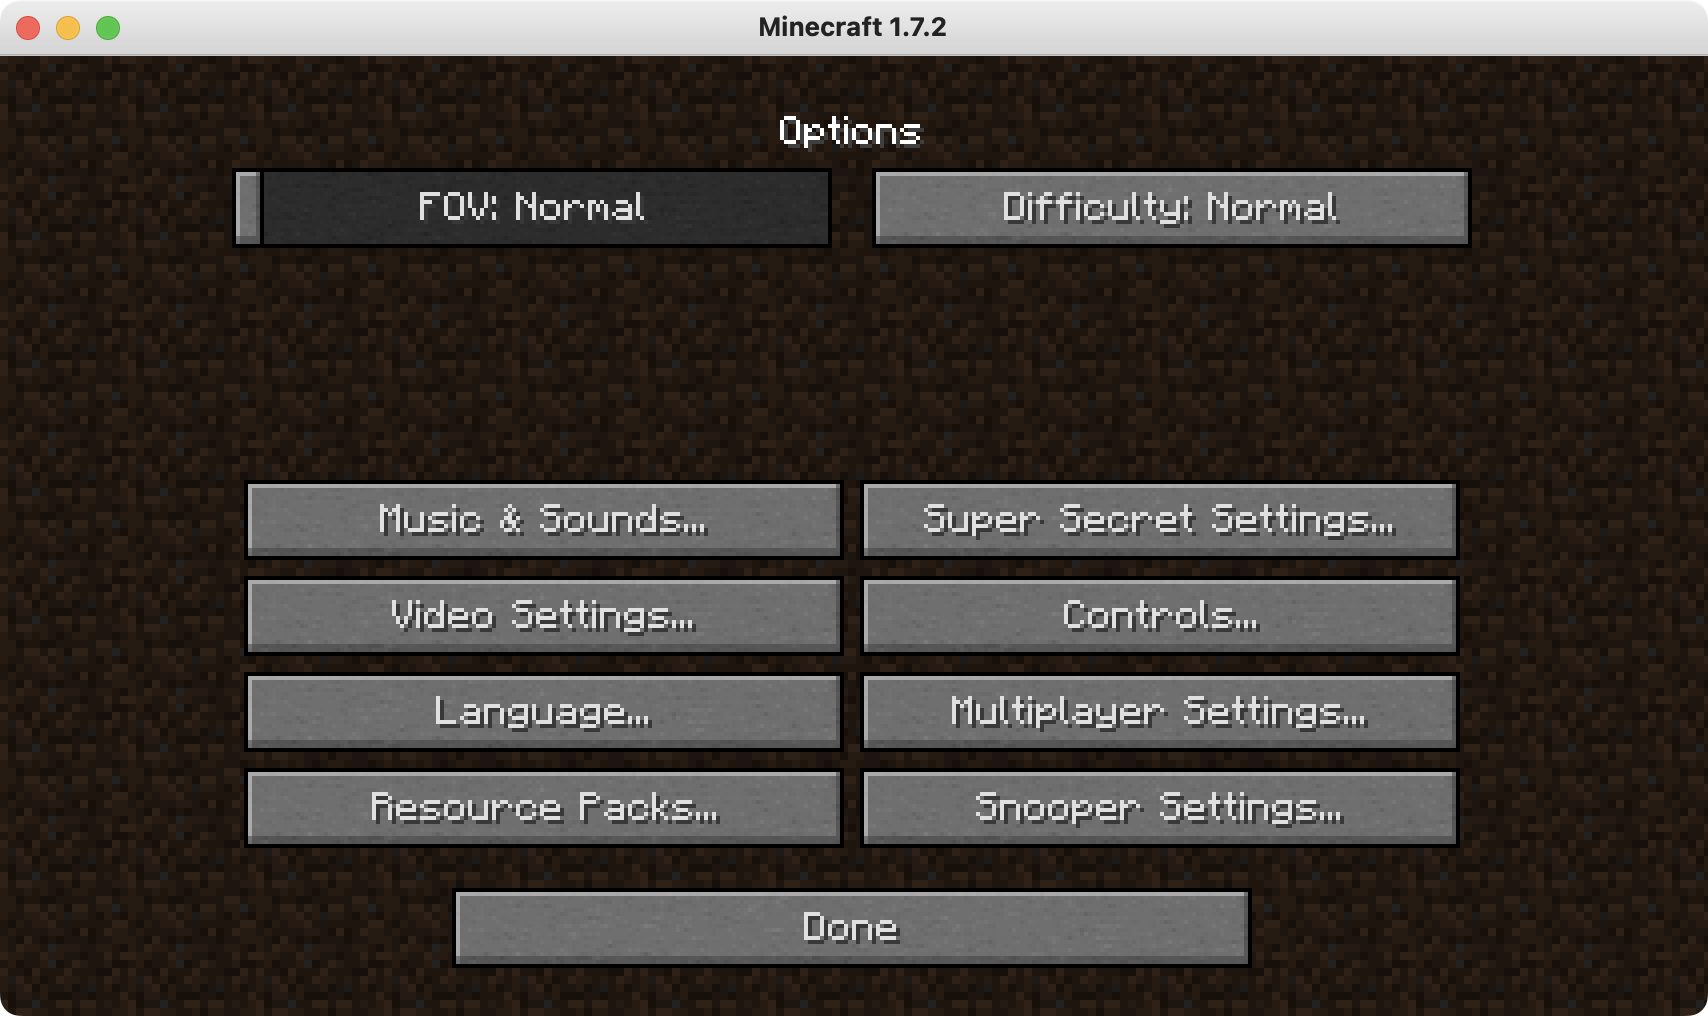 Minecraft 1.7.2
Options
FOV: Normal
Difficulty: Normal
Music & Sounds...
Super Secret Settings...
Video Settings...
Controls...
Language...
Multiplayer Settings...
Resource Packs...
Snooper Settings...
Done